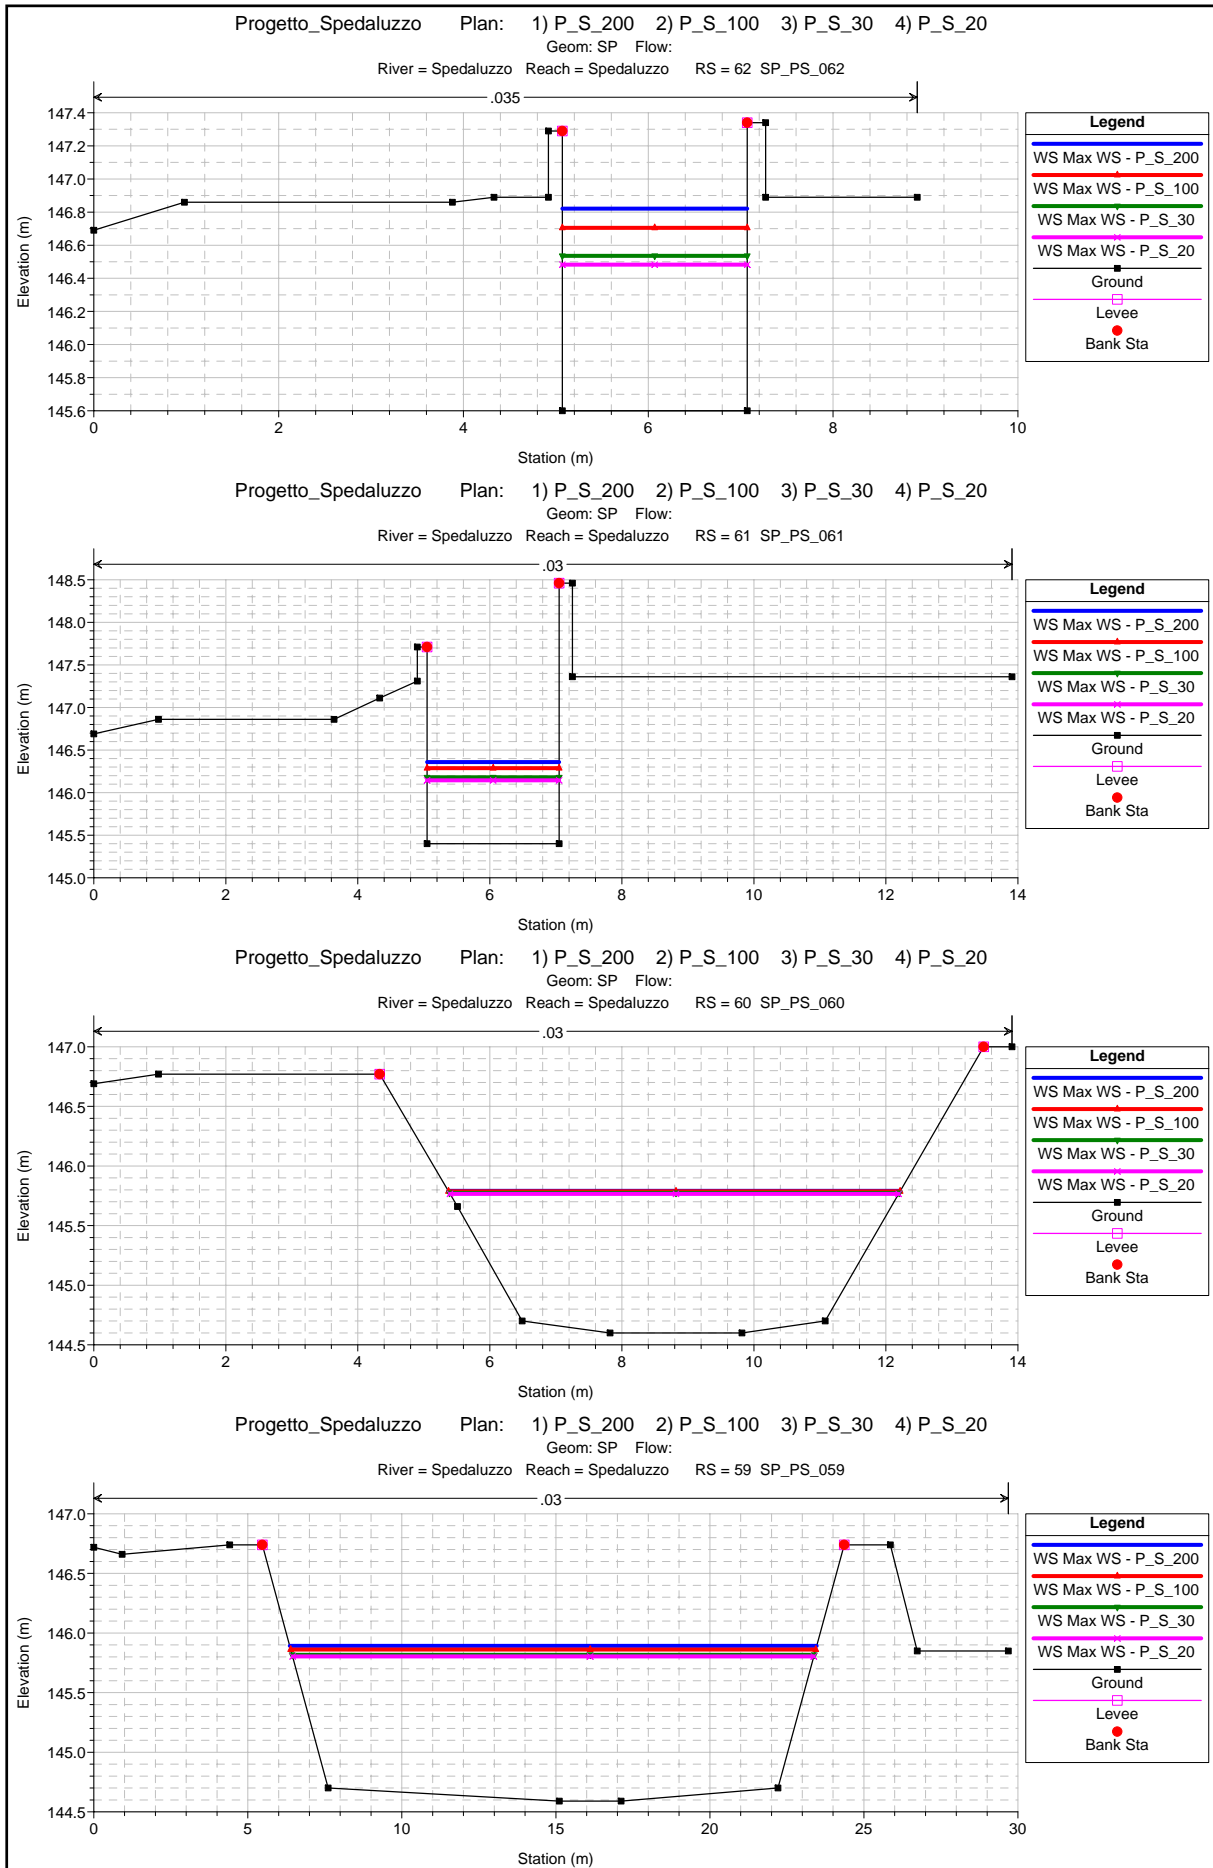 Progetto_Spedaluzzo Plan: 1) P_S_200 2) P_S_100 3) P_S_30 4) P_S_20
Geom: SP Flow:
River = Spedaluzzo Reach = Spedaluzzo RS = 62 SP_PS_062
.035
147.4
147.2
147.0
146.8
146.6
146.4
146.2
146.0
145.8
145.6
Elevation (m)
0 2 4 6 8 10
Station (m)
Legend
WS Max WS - P_S_200
WS Max WS - P_S_100
WS Max WS - P_S_30
WS Max WS - P_S_20
Ground
Levee
Bank Sta
Progetto_Spedaluzzo Plan: 1) P_S_200 2) P_S_100 3) P_S_30 4) P_S_20
Geom: SP Flow:
River = Spedaluzzo Reach = Spedaluzzo RS = 61 SP_PS_061
.03
148.5
148.0
147.5
147.0
146.5
146.0
145.5
145.0
Elevation (m)
0 2 4 6 8 10 12 14
Station (m)
Legend
WS Max WS - P_S_200
WS Max WS - P_S_100
WS Max WS - P_S_30
WS Max WS - P_S_20
Ground
Levee
Bank Sta
Progetto_Spedaluzzo Plan: 1) P_S_200 2) P_S_100 3) P_S_30 4) P_S_20
Geom: SP Flow:
River = Spedaluzzo Reach = Spedaluzzo RS = 60 SP_PS_060
.03
147.0
146.5
146.0
145.5
145.0
144.5
Elevation (m)
0 2 4 6 8 10 12 14
Station (m)
Legend
WS Max WS - P_S_200
WS Max WS - P_S_100
WS Max WS - P_S_30
WS Max WS - P_S_20
Ground
Levee
Bank Sta
Progetto_Spedaluzzo Plan: 1) P_S_200 2) P_S_100 3) P_S_30 4) P_S_20
Geom: SP Flow:
River = Spedaluzzo Reach = Spedaluzzo RS = 59 SP_PS_059
.03
147.0
146.5
146.0
145.5
145.0
144.5
Elevation (m)
0 5 10 15 20 25 30
Station (m)
Legend
WS Max WS - P_S_200
WS Max WS - P_S_100
WS Max WS - P_S_30
WS Max WS - P_S_20
Ground
Levee
Bank Sta